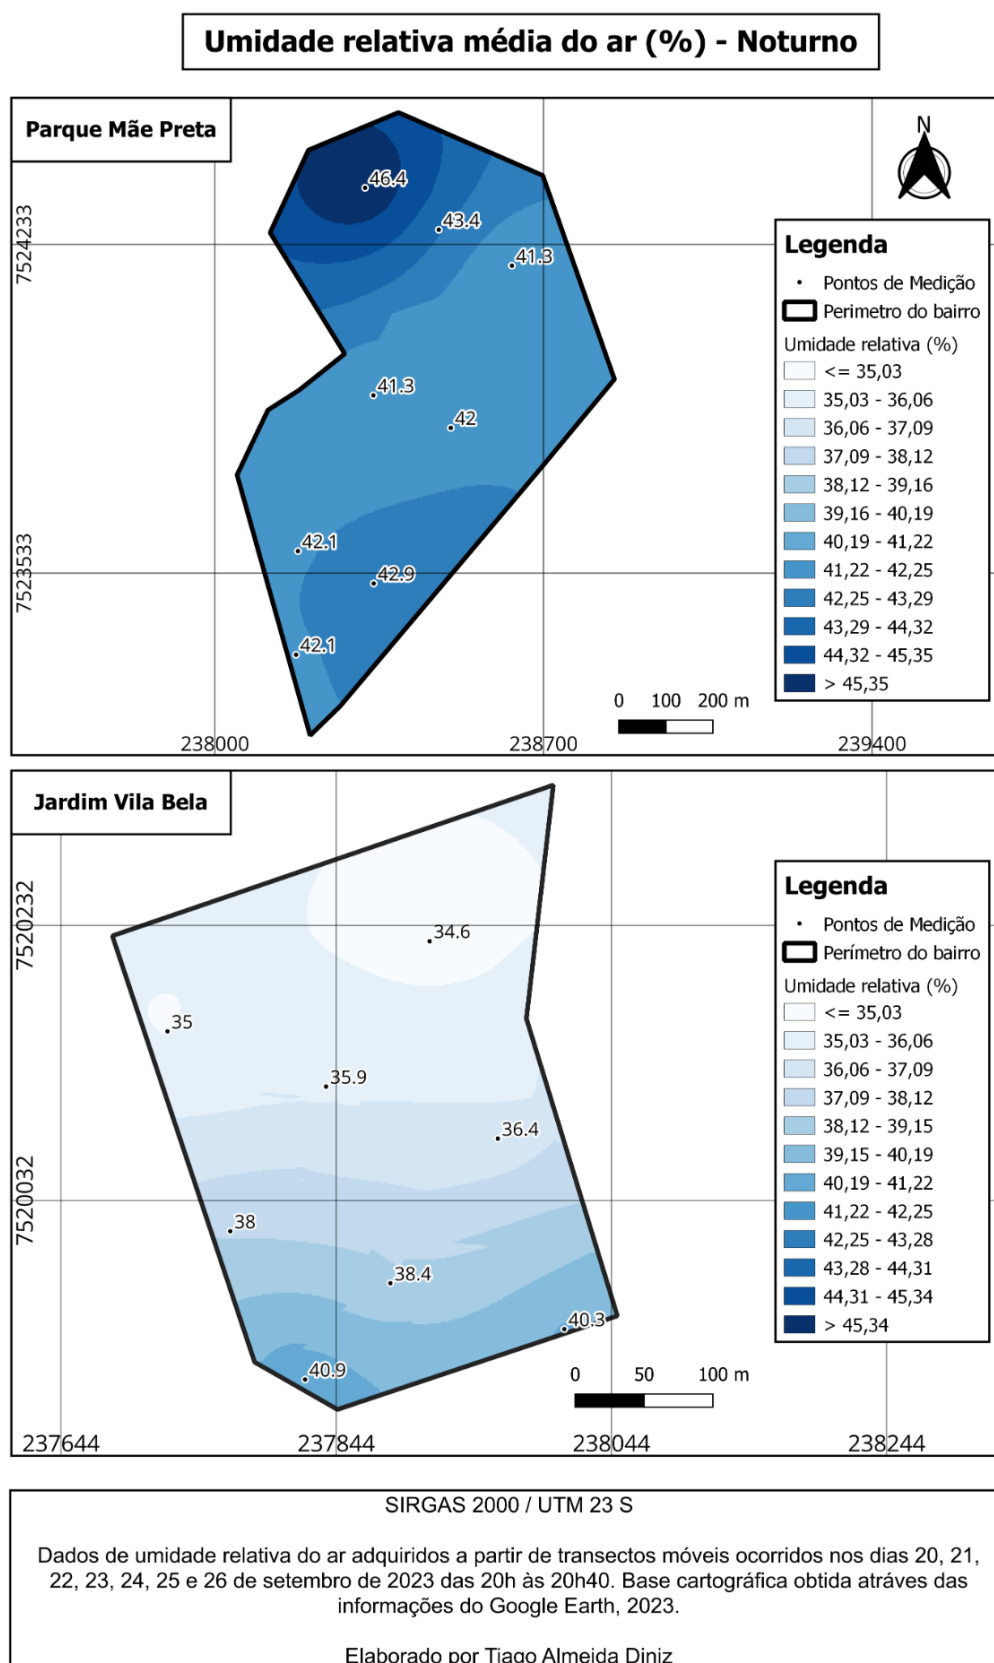 Umidade relativa média do ar (%) - Noturno
Parque Mãe Preta
N
46.4
43.4
41.3
41.3
42
42.1
42.9
42.1
7524233
7523533
238000
238700
239400
0 100 200 m
Legenda
Pontos de Medição
Perimetro do bairro
Umidade relativa (%)
<= 35,03
35,03 - 36,06
36,06 - 37,09
37,09 - 38,12
38,12 - 39,16
39,16 - 40,19
40,19 - 41,22
41,22 - 42,25
42,25 - 43,29
43,29 - 44,32
44,32 - 45,35
> 45,35
Jardim Vila Bela
34.6
35
35.9
36.4
38
38.4
40.3
40.9
7520232
7520032
237644
237844
238044
238244
0 50 100 m
Legenda
Pontos de Medição
Perímetro do bairro
Umidade relativa (%)
<= 35,03
35,03 - 36,06
36,06 - 37,09
37,09 - 38,12
38,12 - 39,15
39,15 - 40,19
40,19 - 41,22
41,22 - 42,25
42,25 - 43,28
43,28 - 44,31
44,31 - 45,34
> 45,34
SIRGAS 2000 / UTM 23 S
Dados de umidade relativa do ar adquiridos a partir de transectos móveis ocorridos nos dias 20, 21,
22, 23, 24, 25 e 26 de setembro de 2023 das 20h às 20h40. Base cartográfica obtida atráves das
informações do Google Earth, 2023.
Elaborado por Tiago Almeida Diniz